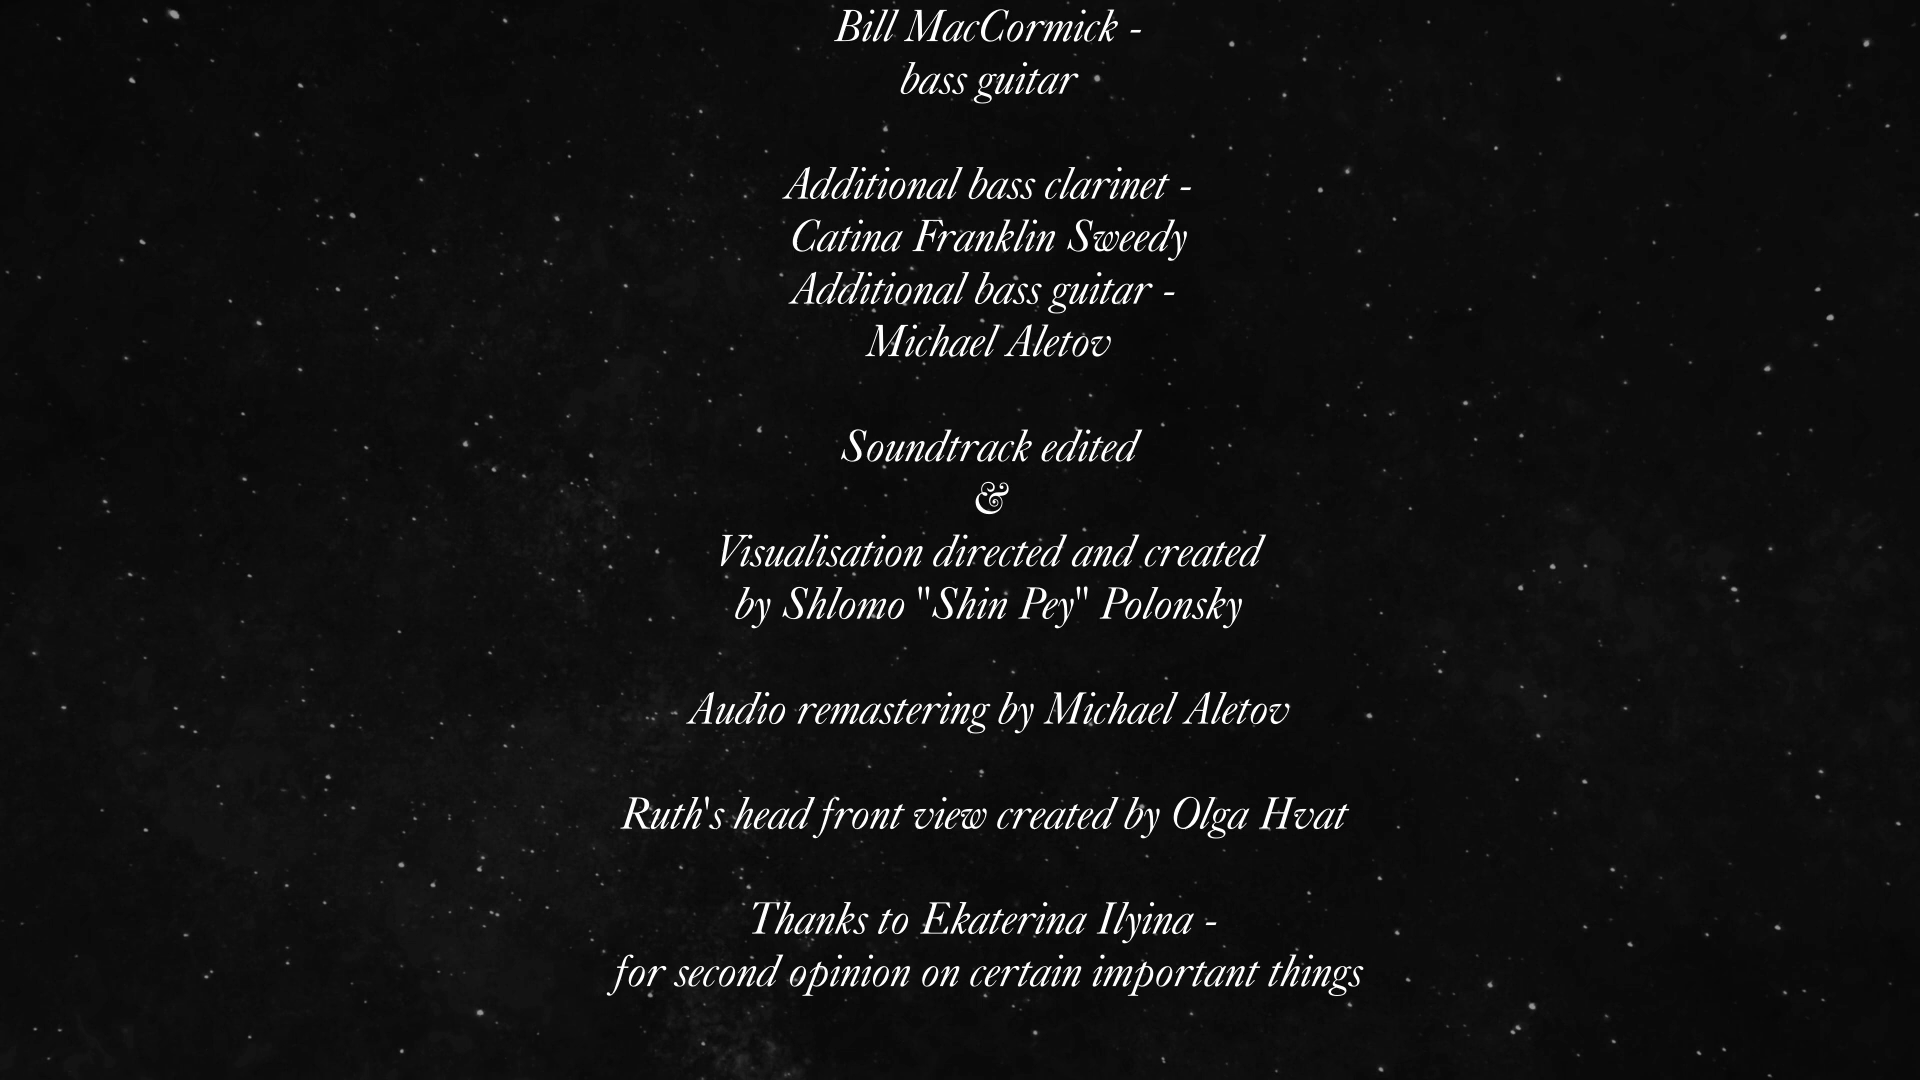 Bill MacCormick -
bass guitar
Additional bass clarinet -
Catina Franklin Sweedy
Additional bass guitar -
Michael Aletov
Soundtrack edited
&
Visualisation directed and created
by Shlomo "Shin Pey" Polonsky
Audio remastering by Michael Aletov
Ruth's head front view created by Olga Hvat
Thanks to Ekaterina Ilyina -
for second opinion on certain important things